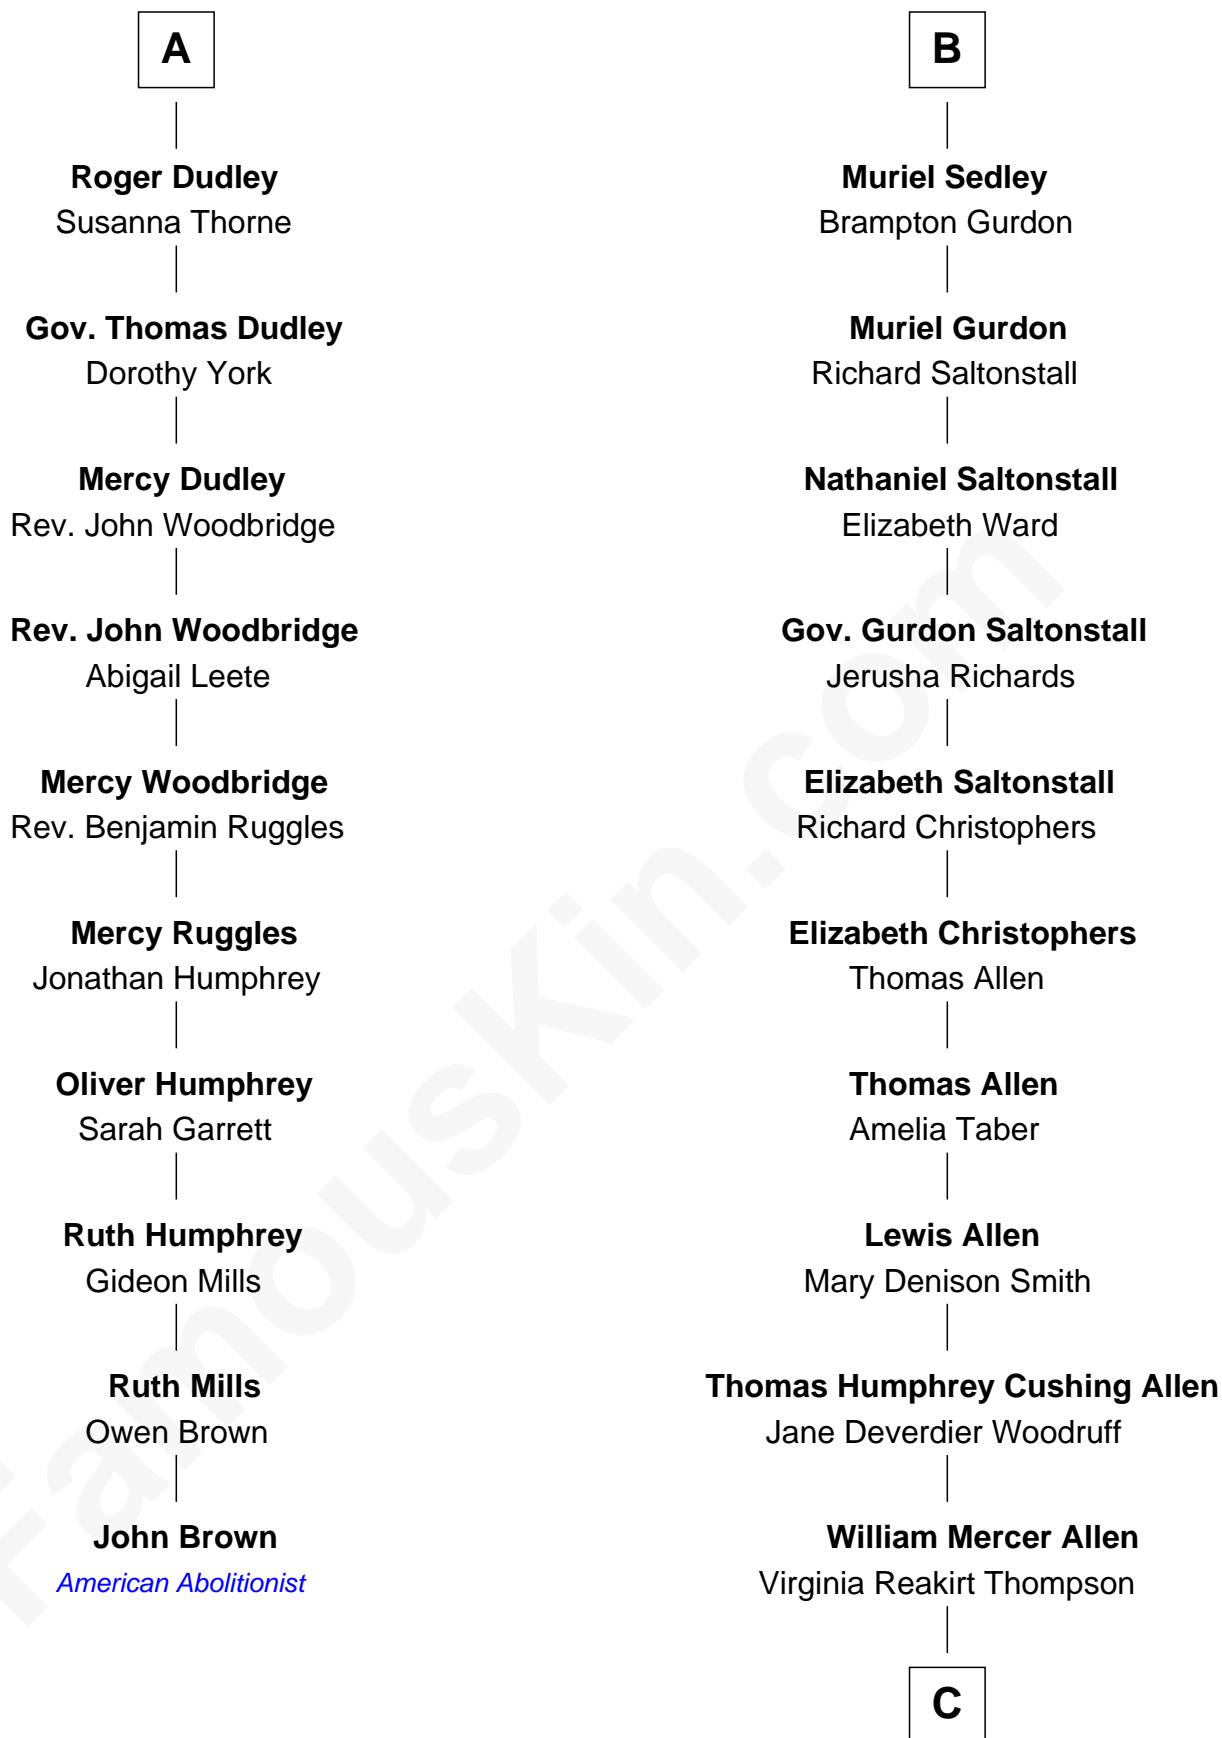 A
Roger Dudley
Susanna Thorne
Gov. Thomas Dudley
Dorothy York
Mercy Dudley
Rev. John Woodbridge
Rev. John Woodbridge
Abigail Leete
Mercy Woodbridge
Rev. Benjamin Ruggles
Mercy Ruggles
Jonathan Humphrey
Oliver Humphrey
Sarah Garrett
Ruth Humphrey
Gideon Mills
Ruth Mills
Owen Brown
John Brown
American Abolitionist
B
Muriel Sedley
Brampton Gurdon
Muriel Gurdon
Richard Saltonstall
Nathaniel Saltonstall
Elizabeth Ward
Gov. Gurdon Saltonstall
Jerusha Richards
Elizabeth Saltonstall
Richard Christophers
Elizabeth Christophers
Thomas Allen
Thomas Allen
Amelia Taber
Lewis Allen
Mary Denison Smith
Thomas Humphrey Cushing Allen
Jane Deverdier Woodruff
William Mercer Allen
Virginia Reakirt Thompson
C
FamousKin.com